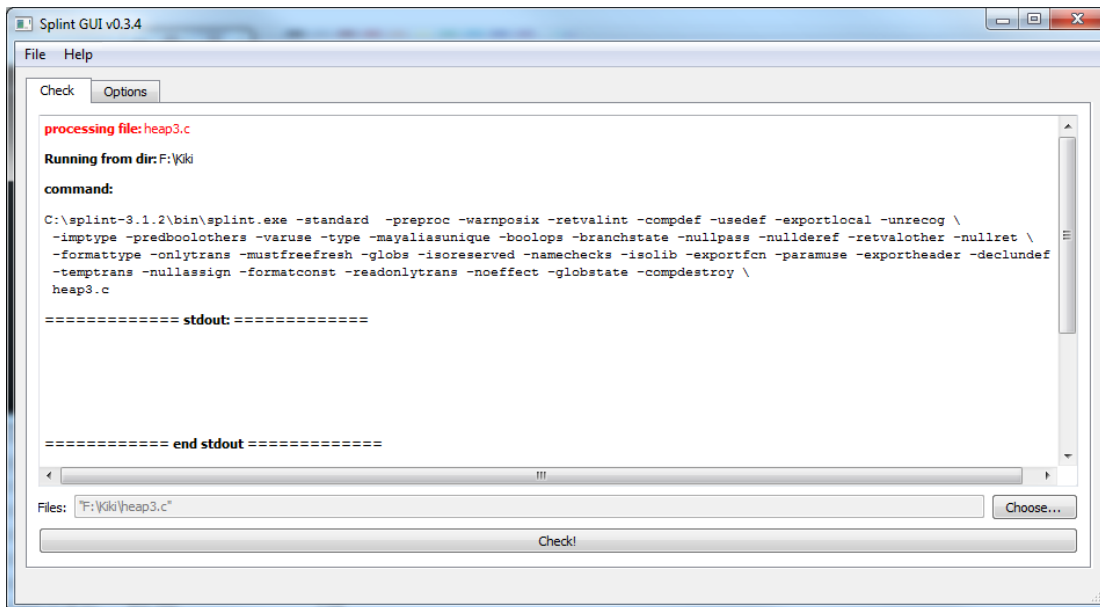 Splint GUI v0.3.4
File Help
Check Options
processing file: heap3.c
Running from dir: F:\Kiki
command:
C:\splint-3.1.2\bin\splint.exe -standard  -preproc -warnposix -retvalint -compdef -usedef -exportlocal -unrecog \
-imptype -predboolothers -varuse -type -mayaliasunique -boolops -branchstate -nullpass -nullderef -retvalother -nullret \
-formattype -onlytrans -mustfreefresh -globs -isoreserved -namechecks -isolib -exportfcn -paramuse -exportheader -declundef
-temptrans -nullassign -formatconst -readonlytrans -noeffect -globstate -compdestroy \
heap3.c
============= stdout: =============
============ end stdout =============
Files: "F:\Kiki\heap3.c" Choose...
Check!